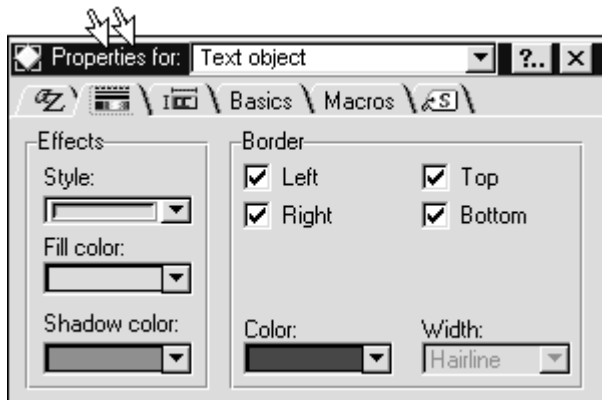 Properties for: Text object ?..
aZ Basics Macros S
Effects Border
Style: Left Top
Right Bottom
Fill color:
Shadow color: Color: Width:
Hairline